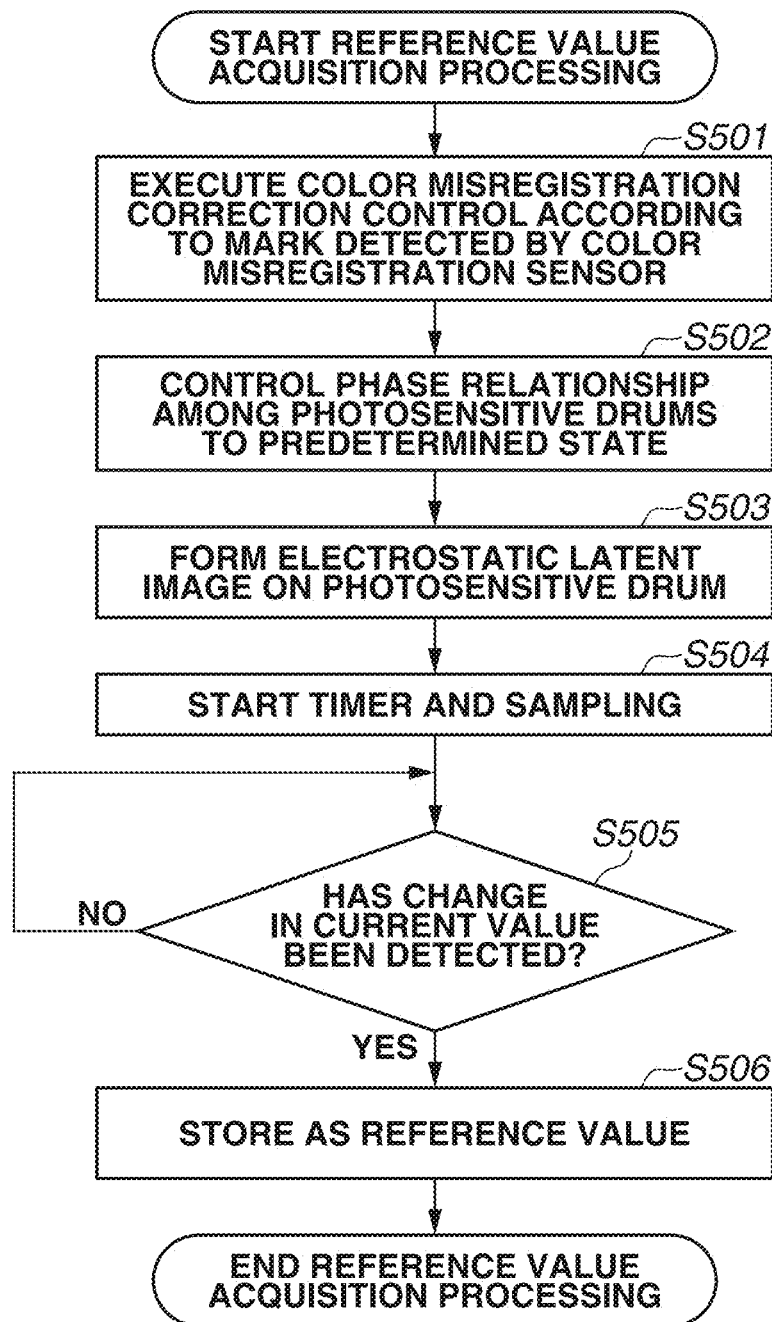 START REFERENCE VALUE
ACQUISITION PROCESSING
S501
EXECUTE COLOR MISREGISTRATION
CORRECTION CONTROL ACCORDING
TO MARK DETECTED BY COLOR
MISREGISTRATION SENSOR
S502
CONTROL PHASE RELATIONSHIP
AMONG PHOTOSENSITIVE DRUMS
TO PREDETERMINED STATE
S503
FORM ELECTROSTATIC LATENT
IMAGE ON PHOTOSENSITIVE DRUM
S504
START TIMER AND SAMPLING
S505
HAS CHANGE
IN CURRENT VALUE
BEEN DETECTED?
NO
YES
S506
STORE AS REFERENCE VALUE
END REFERENCE VALUE
ACQUISITION PROCESSING